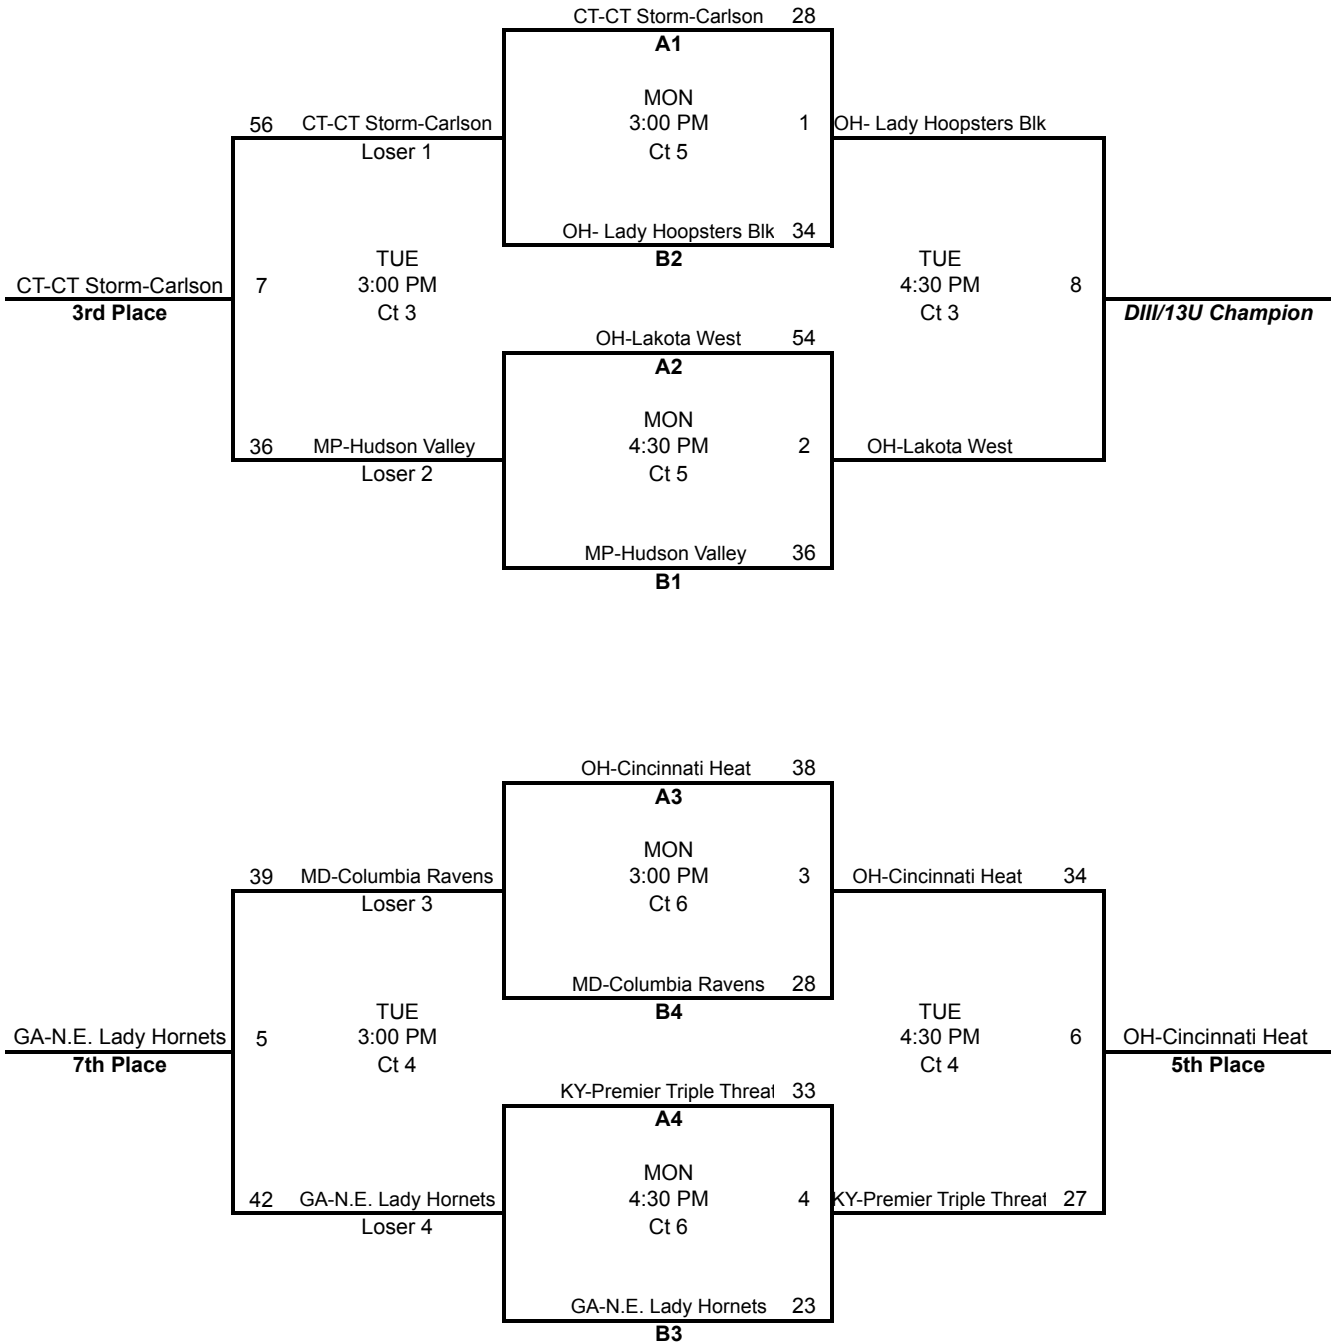 CT-CT Storm-Carlson 28
A1
MON
56 CT-CT Storm-Carlson 3:00 PM 1 OH- Lady Hoopsters Blk
Loser 1 Ct 5
OH- Lady Hoopsters Blk 34
TUE B2 TUE
CT-CT Storm-Carlson 7 3:00 PM 4:30 PM 8
3rd Place Ct 3 Ct 3 DIII/13U Champion
OH-Lakota West 54
A2
MON
36 MP-Hudson Valley 4:30 PM 2 OH-Lakota West
Loser 2 Ct 5
MP-Hudson Valley 36
B1
OH-Cincinnati Heat 38
A3
MON
39 MD-Columbia Ravens 3:00 PM 3 OH-Cincinnati Heat 34
Loser 3 Ct 6
MD-Columbia Ravens 28
TUE B4 TUE
GA-N.E. Lady Hornets 5 3:00 PM 4:30 PM 6 OH-Cincinnati Heat
7th Place Ct 4 Ct 4 5th Place
KY-Premier Triple Threat 33
A4
MON
42 GA-N.E. Lady Hornets 4:30 PM 4 KY-Premier Triple Threat 27
Loser 4 Ct 6
GA-N.E. Lady Hornets 23
B3